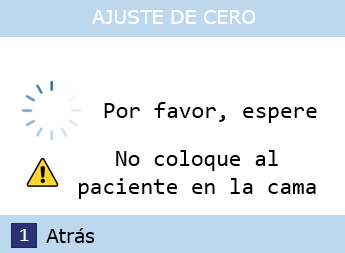 AJUSTE DE CERO
Por favor, espere
No coloque al
paciente en la cama
1 Atrás